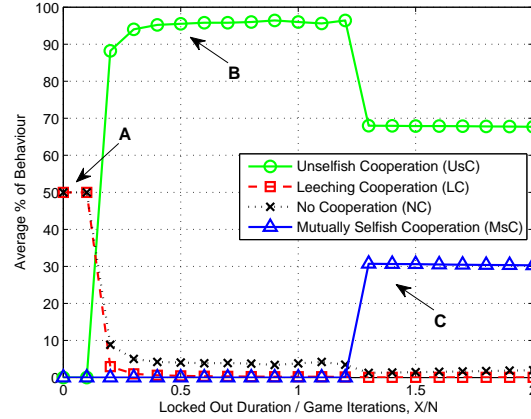 100
90
80
70
60
50
40
30
20
10
0
Average % of Behaviour
A
B
C
Unselfish Cooperation (UsC)
Leeching Cooperation (LC)
No Cooperation (NC)
Mutually Selfish Cooperation (MsC)
0
0.5
1
1.5
Locked Out Duration / Game Iterations, X/N